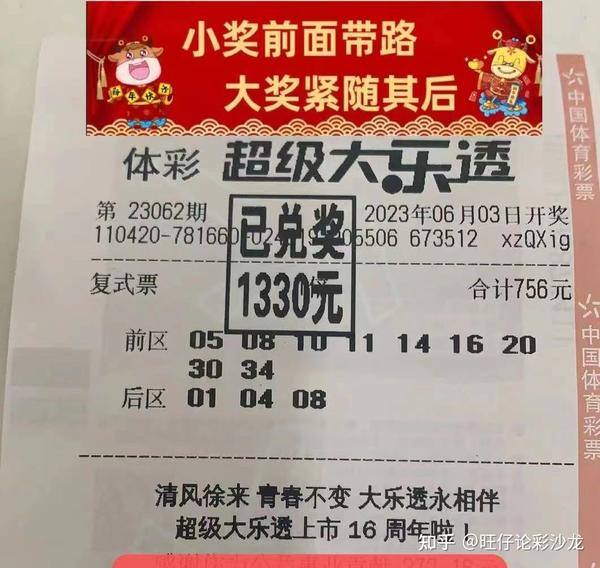 小奖前面带路
大奖紧随其后
体彩 超级大乐透
第 23062期 2023年06月03日开奖
673512 xzQXig
已兑奖
1330元
复式票 倍 合计756元
前区 05 08 10 11 14 16 20
30 34
后区 01 04 08
清风徐来 青春不变 大乐透永相伴
超级大乐透上市 16 周年啦！
中国体育彩票
中国体育彩票
知乎 @旺仔论彩沙龙